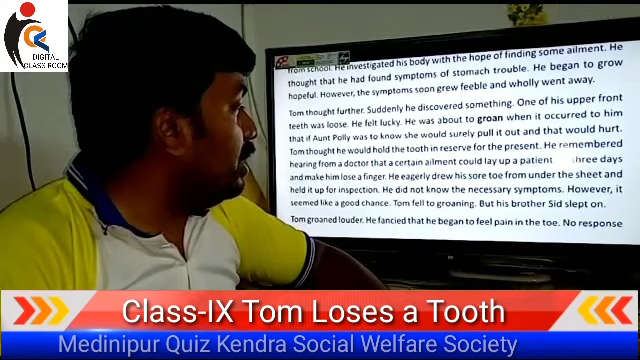 DIGITAL
CLASS ROOM
from school. He investigated his body with the hope of finding some ailment. He
thought that he had found symptoms of stomach trouble. He began to grow
hopeful. However, the symptoms soon grew feeble and wholly went away.
Tom thought further. Suddenly he discovered something. One of his upper front
teeth was loose. He felt lucky. He was about to groan when it occurred to him
that if Aunt Polly was to know she would surely pull it out and that would hurt.
Tom thought he would hold the tooth in reserve for the present. He remembered
hearing from a doctor that a certain ailment could lay up a patient three days
and make him lose a finger. He eagerly drew his sore toe from under the sheet and
held it up for inspection. He did not know the necessary symptoms. However, it
seemed like a good chance. Tom fell to groaning. But his brother Sid slept on.
Tom groaned louder. He fancied that he began to feel pain in the toe. No response
Class-IX Tom Loses a Tooth
Medinipur Quiz Kendra Social Welfare Society